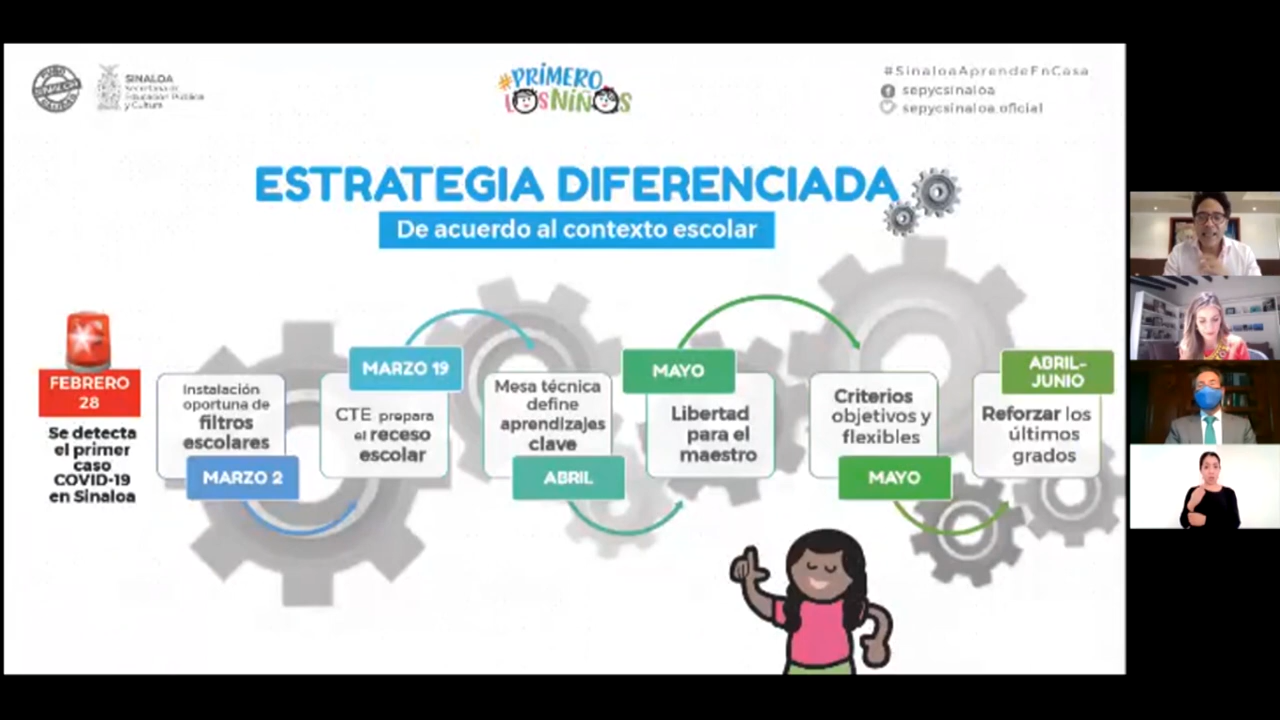 SINALOA
Secretaría de
Educación Pública
y Cultura
#PRIMERO
LOSNIÑOS
#SinaloaAprendeEnCasa
sepycsinaloa
sepycsinaloa.oficial
ESTRATEGIA DIFERENCIADA
De acuerdo al contexto escolar
FEBRERO
28
Se detecta
el primer
caso
COVID-19
en Sinaloa
Instalación
oportuna de
filtros
escolares
MARZO 2
MARZO 19
CTE prepara
el receso
escolar
Mesa técnica
define
aprendizajes
clave
ABRIL
MAYO
Libertad
para el
maestro
Criterios
objetivos y
flexibles
MAYO
ABRIL-
JUNIO
Reforzar los
últimos
grados